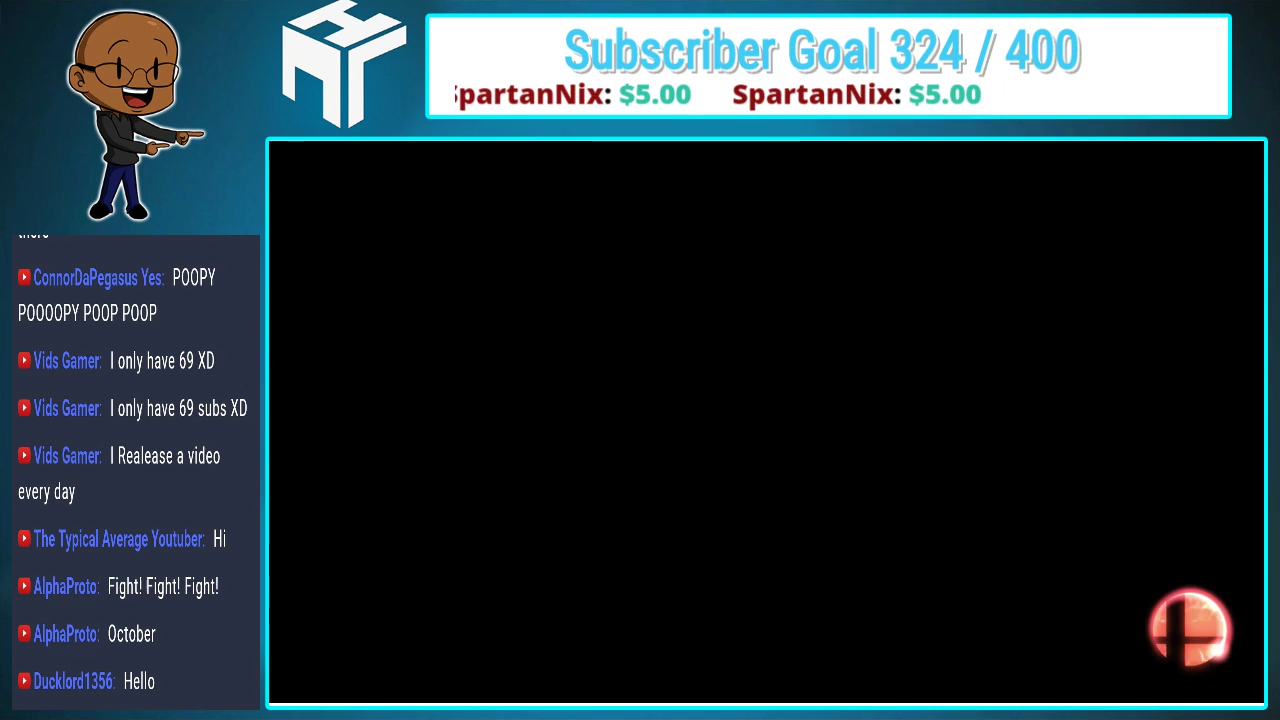 Subscriber Goal 324 / 400
SpartanNix: $5.00 SpartanNix: $5.00
ConnorDaPegasus Yes: POOPY
POOOOPY POOP POOP
Vids Gamer: I only have 69 XD
Vids Gamer: I only have 69 subs XD
Vids Gamer: I Realease a video
every day
The Typical Average Youtuber: Hi
AlphaProto: Fight! Fight! Fight!
AlphaProto: October
Ducklord1356: Hello